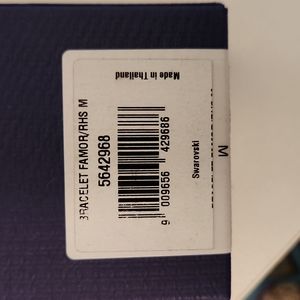 BRACELET FAMOR/RHS M
5642968
9 009656 429686
Swarovski
Made in Thailand
M